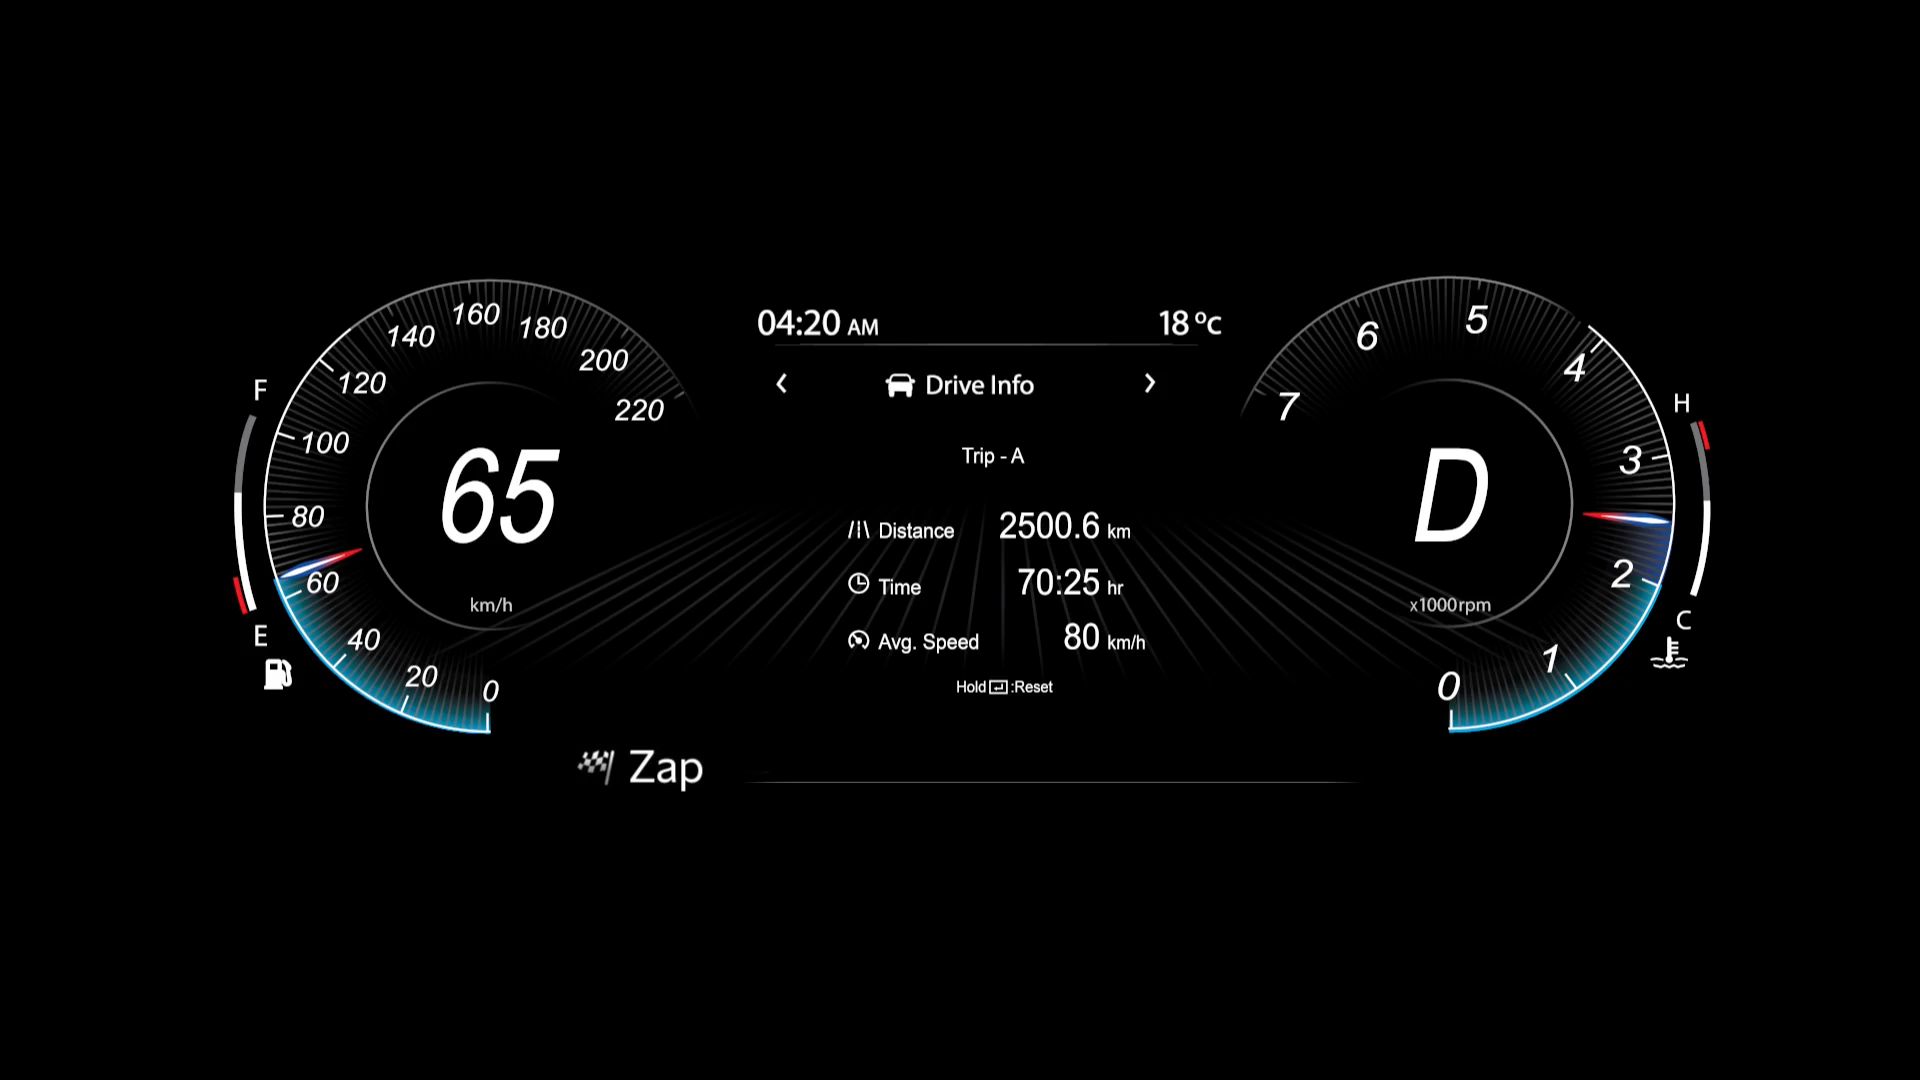 04:20 AM
18°C
Drive Info
Trip - A
Distance 2500.6 km
Time 70:25 hr
Avg. Speed 80 km/h
Hold :Reset
Zap
F
E
0
20
40
60
80
100
120
140
160
180
200
220
65
km/h
0
1
2
3
4
5
6
7
D
x1000rpm
H
C